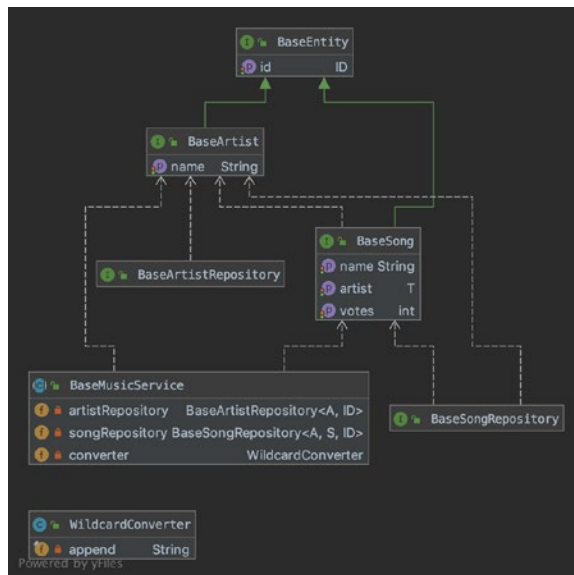 BaseEntity
id ID
BaseArtist
name String
BaseSong
name String
artist T
votes int
BaseArtistRepository
BaseMusicService
artistRepository BaseArtistRepository<A, ID>
songRepository BaseSongRepository<A, S, ID>
converter WildcardConverter
BaseSongRepository
WildcardConverter
append String
Powered by yFiles